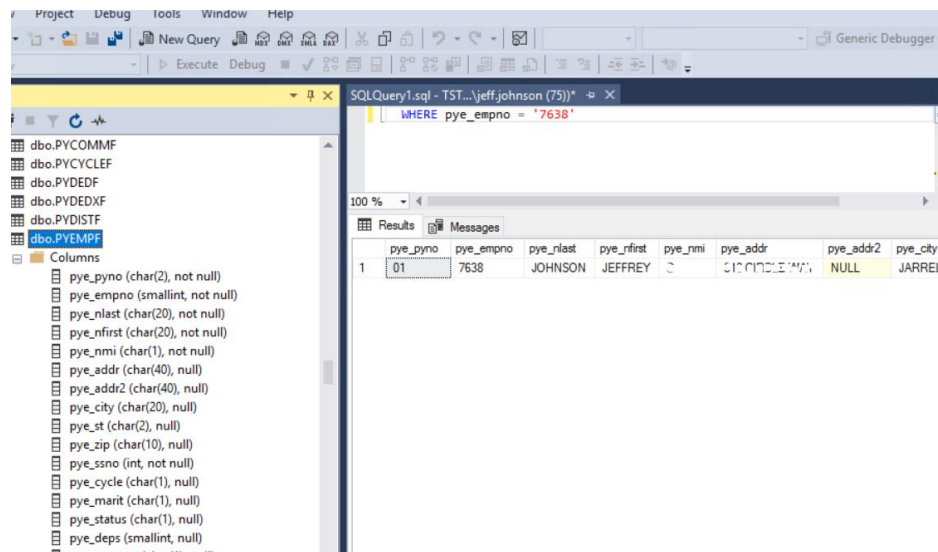 Project Debug Tools Window Help
New Query MDX DMX XMLA DAX Generic Debugger
Execute Debug
SQLQuery1.sql - TST...\jeff.johnson (75))*
WHERE pye_empno = '7638'
dbo.PYCOMMF
dbo.PYCYCLEF
dbo.PYDEDF
dbo.PYDEDXF
dbo.PYDISTF
dbo.PYEMPF
Columns
pye_pyno (char(2), not null)
pye_empno (smallint, not null)
pye_nlast (char(20), not null)
pye_nfirst (char(20), not null)
pye_nmi (char(1), not null)
pye_addr (char(40), null)
pye_addr2 (char(40), null)
pye_city (char(20), null)
pye_st (char(2), null)
pye_zip (char(10), null)
pye_ssno (int, not null)
pye_cycle (char(1), null)
pye_marit (char(1), null)
pye_status (char(1), null)
pye_deps (smallint, null)
100 %
Results Messages
pye_pyno pye_empno pye_nlast pye_nfirst pye_nmi pye_addr pye_addr2 pye_city
1 01 7638 JOHNSON JEFFREY NULL JARREL